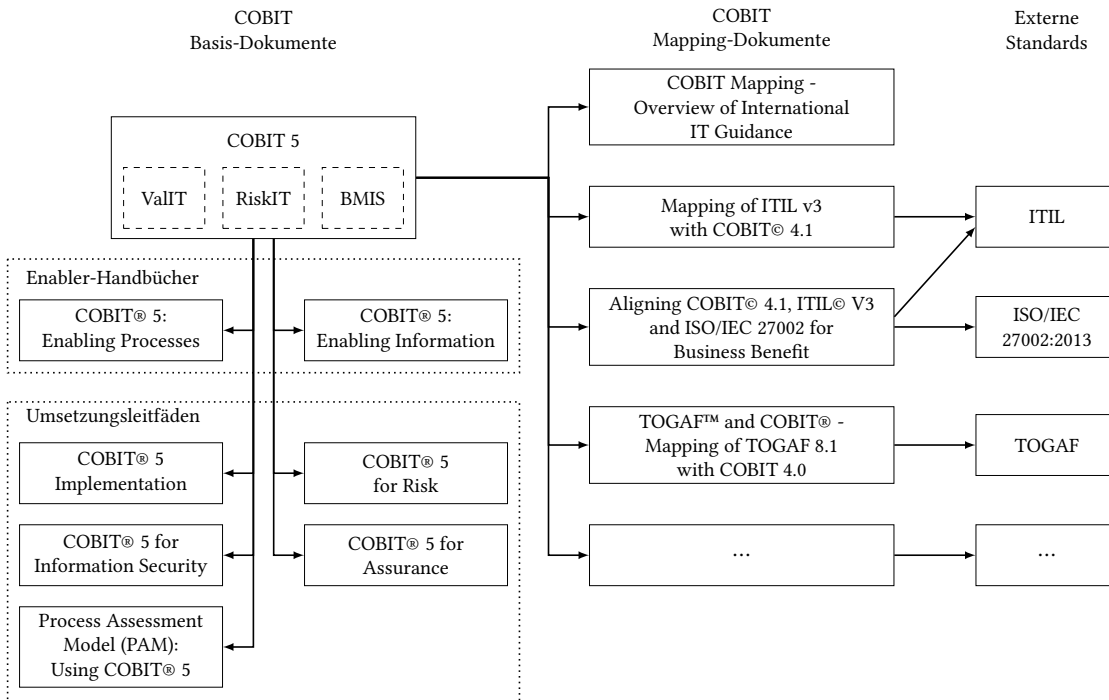 COBIT
Basis-Dokumente
COBIT
Mapping-Dokumente
Externe
Standards
COBIT 5
ValIT
RiskIT
BMIS
Enabler-Handbücher
COBIT® 5:
Enabling Processes
COBIT® 5:
Enabling Information
Umsetzungsleitfäden
COBIT® 5
Implementation
COBIT® 5
for Risk
COBIT® 5 for
Information Security
COBIT® 5 for
Assurance
Process Assessment
Model (PAM):
Using COBIT® 5
COBIT Mapping -
Overview of International
IT Guidance
Mapping of ITIL v3
with COBIT© 4.1
Aligning COBIT© 4.1, ITIL© V3
and ISO/IEC 27002 for
Business Benefit
TOGAF™ and COBIT® -
Mapping of TOGAF 8.1
with COBIT 4.0
...
ITIL
ISO/IEC
27002:2013
TOGAF
...